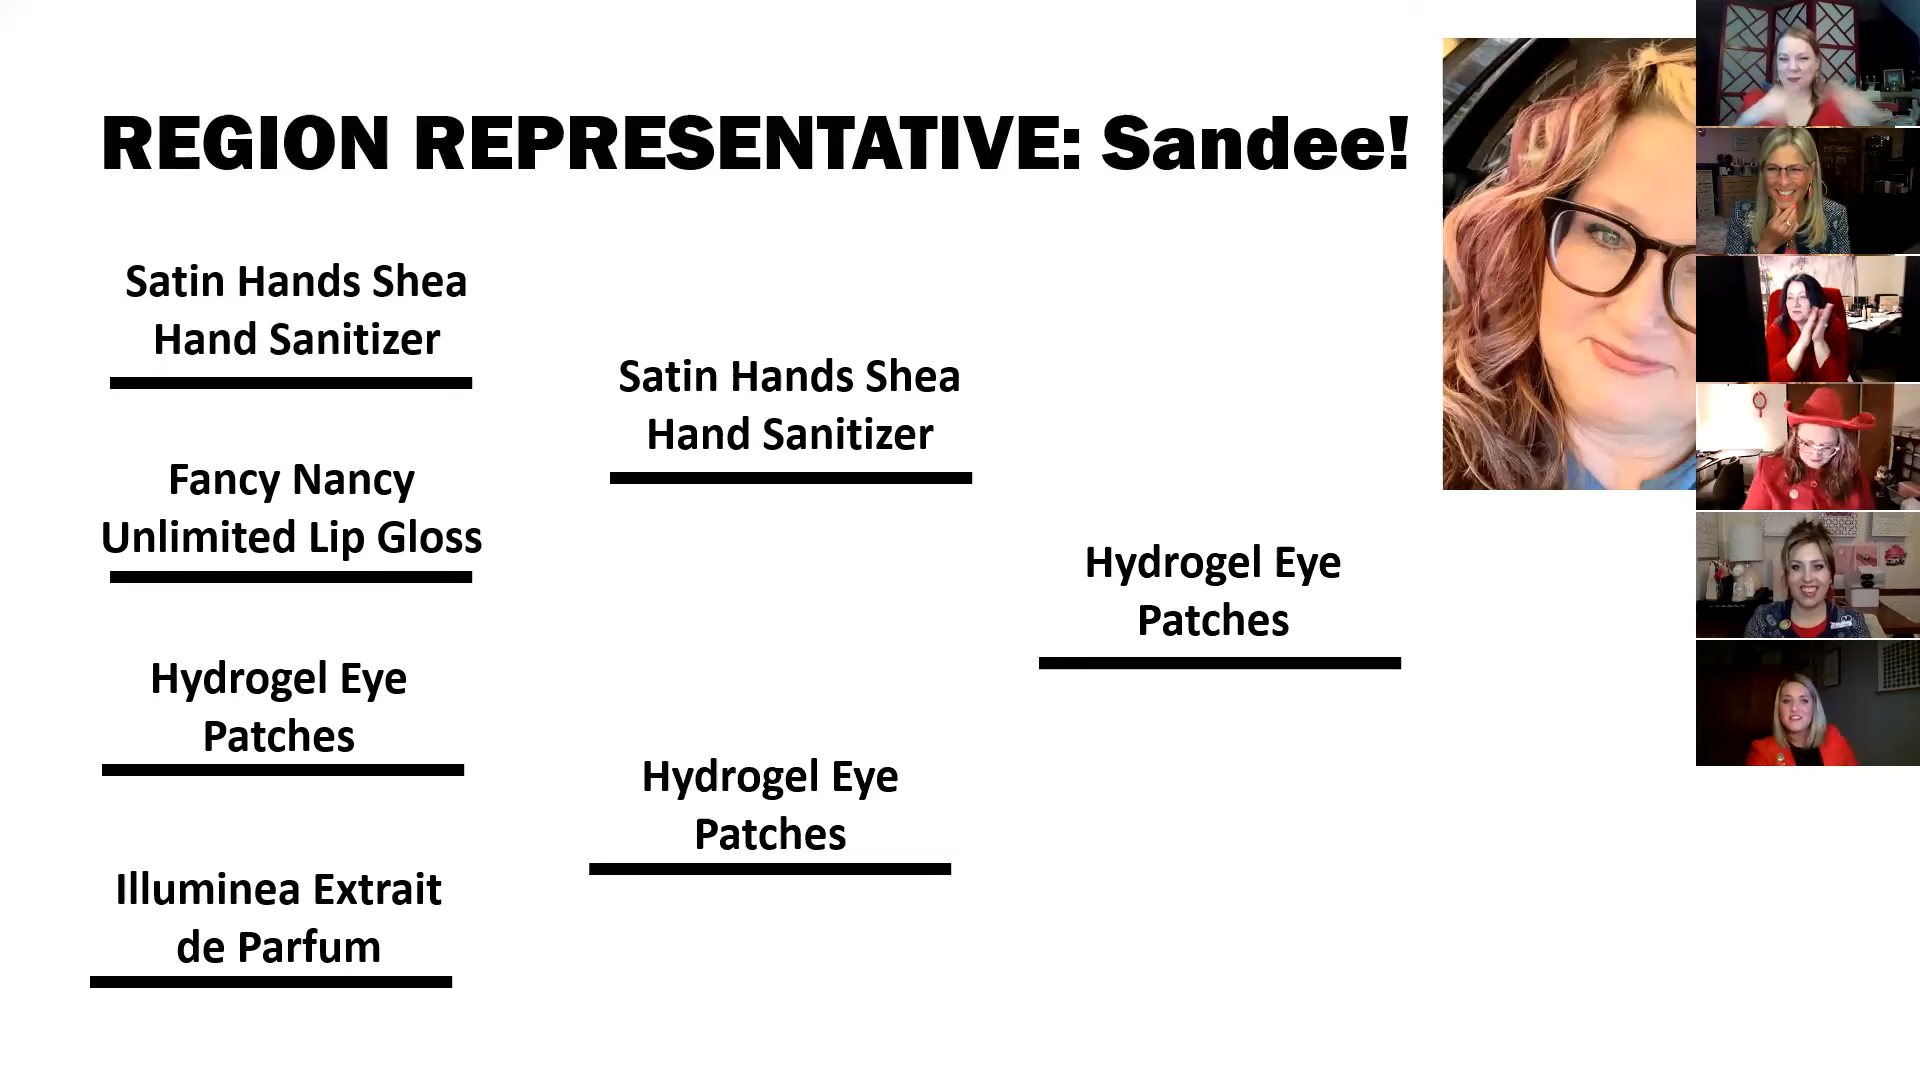 REGION REPRESENTATIVE: Sandee!
Satin Hands Shea
Hand Sanitizer
Fancy Nancy
Unlimited Lip Gloss
Hydrogel Eye
Patches
Illuminea Extrait
de Parfum
Satin Hands Shea
Hand Sanitizer
Hydrogel Eye
Patches
Hydrogel Eye
Patches